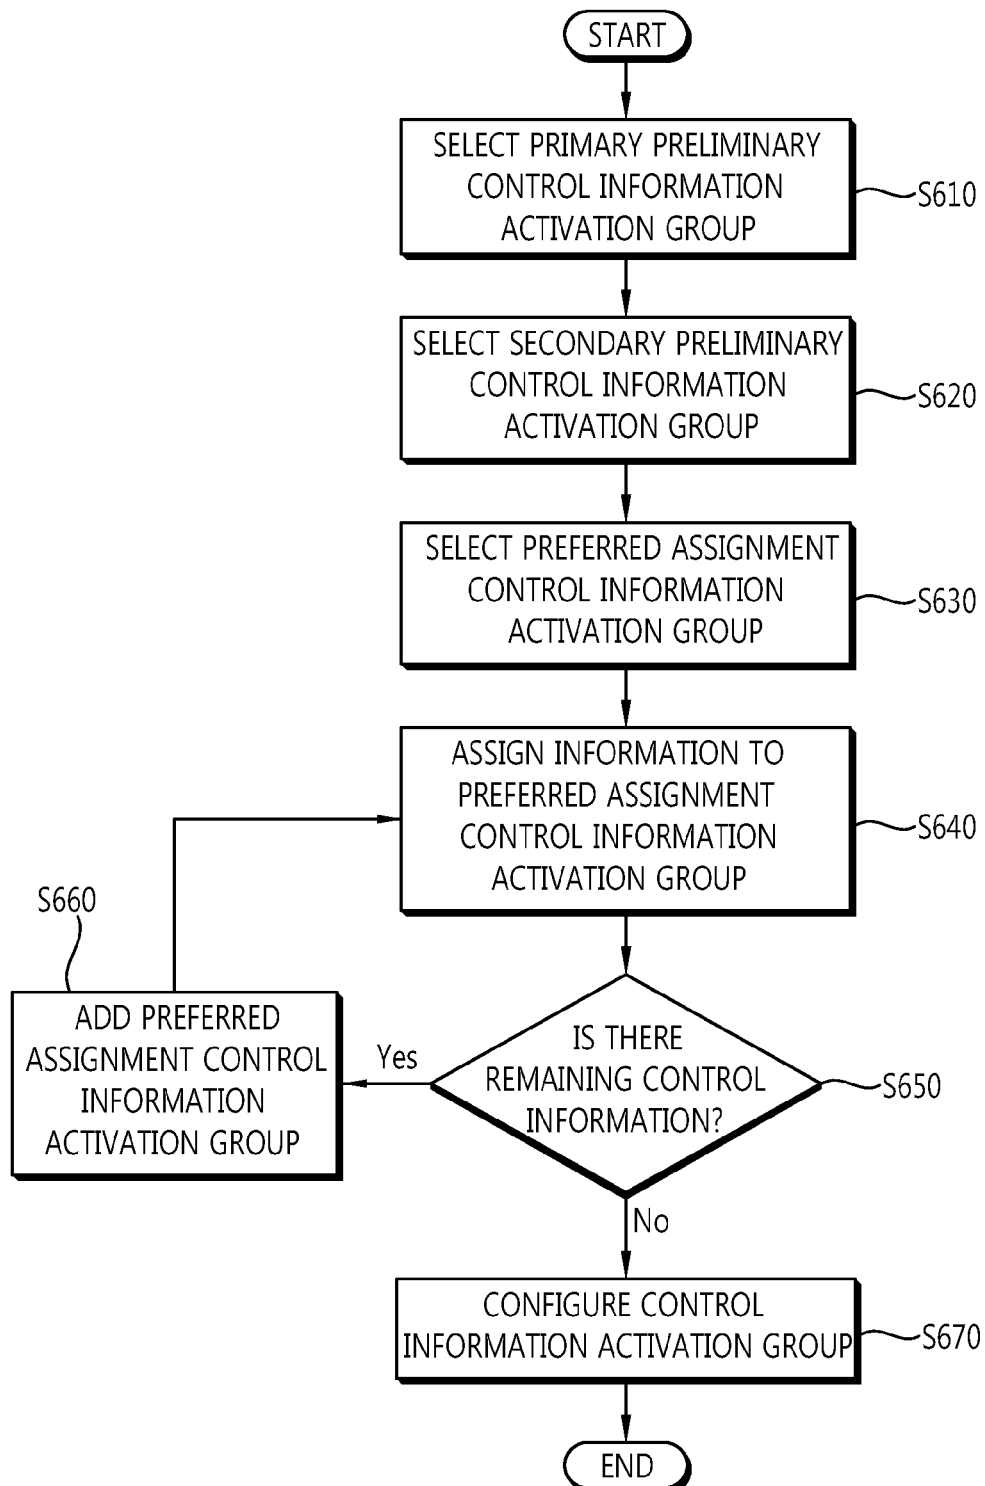 START
SELECT PRIMARY PRELIMINARY
CONTROL INFORMATION
ACTIVATION GROUP
S610
SELECT SECONDARY PRELIMINARY
CONTROL INFORMATION
ACTIVATION GROUP
S620
SELECT PREFERRED ASSIGNMENT
CONTROL INFORMATION
ACTIVATION GROUP
S630
ASSIGN INFORMATION TO
PREFERRED ASSIGNMENT
CONTROL INFORMATION
ACTIVATION GROUP
S640
S660
ADD PREFERRED
ASSIGNMENT CONTROL
INFORMATION
ACTIVATION GROUP
Yes
IS THERE
REMAINING CONTROL
INFORMATION?
S650
No
CONFIGURE CONTROL
INFORMATION ACTIVATION GROUP
S670
END